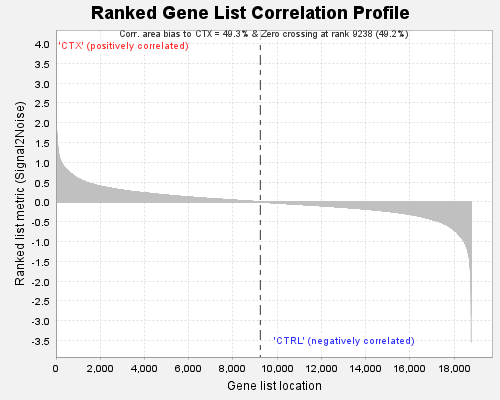 Ranked Gene List Correlation Profile
Corr. area bias to CTX = 49.3% & Zero crossing at rank 9238 (49.2%)
'CTX' (positively correlated)
Ranked list metric (Signal2Noise)
4.0
3.5
3.0
2.5
2.0
1.5
1.0
0.5
0.0
-0.5
-1.0
-1.5
-2.0
-2.5
-3.0
-3.5
'CTRL' (negatively correlated)
0 2,000 4,000 6,000 8,000 10,000 12,000 14,000 16,000 18,000
Gene list location